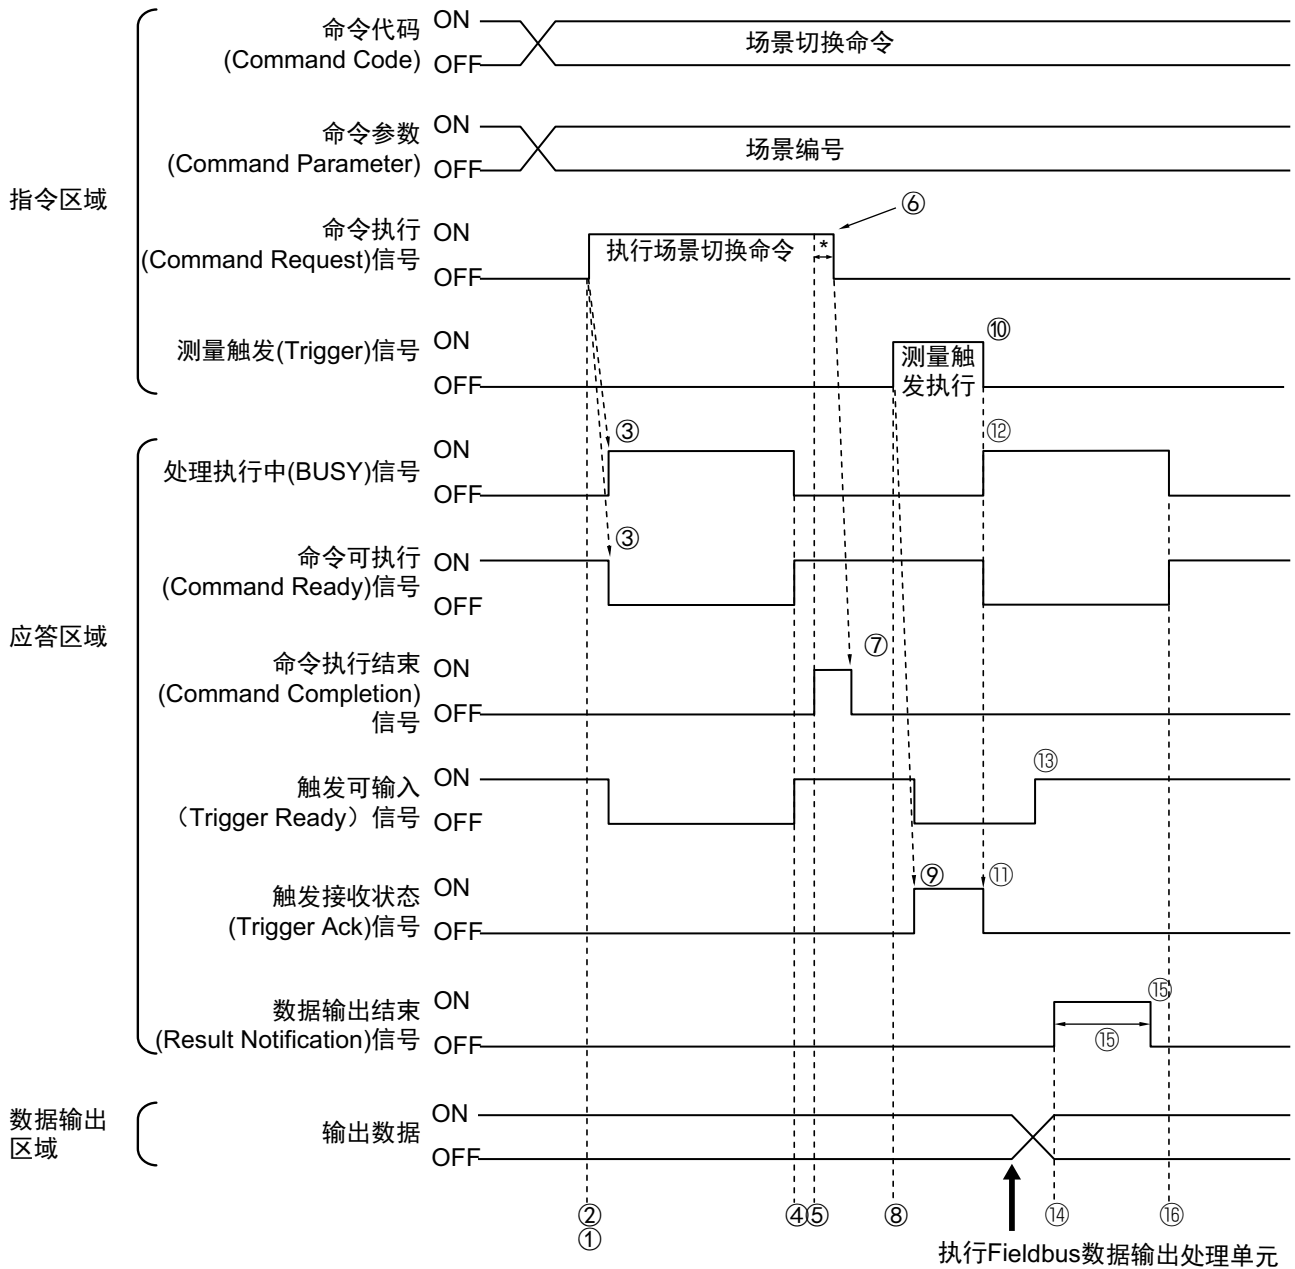 命令代码
(Command Code)
ON
OFF
场景切换命令
命令参数
(Command Parameter)
ON
OFF
场景编号
指令区域
命令执行
(Command Request)信号
ON
OFF
执行场景切换命令
*
⑥
测量触发(Trigger)信号
ON
OFF
测量触
发执行
⑩
处理执行中(BUSY)信号
ON
OFF
③
⑫
命令可执行
(Command Ready)信号
ON
OFF
③
应答区域
命令执行结束
(Command Completion)
信号
ON
OFF
⑦
触发可输入
（Trigger Ready）信号
ON
OFF
⑬
触发接收状态
(Trigger Ack)信号
ON
OFF
⑨
⑪
数据输出结束
(Result Notification)信号
ON
OFF
⑮
⑮
数据输出
区域
输出数据
ON
OFF
②
①
④⑤
⑧
⑭
⑯
执行Fieldbus数据输出处理单元